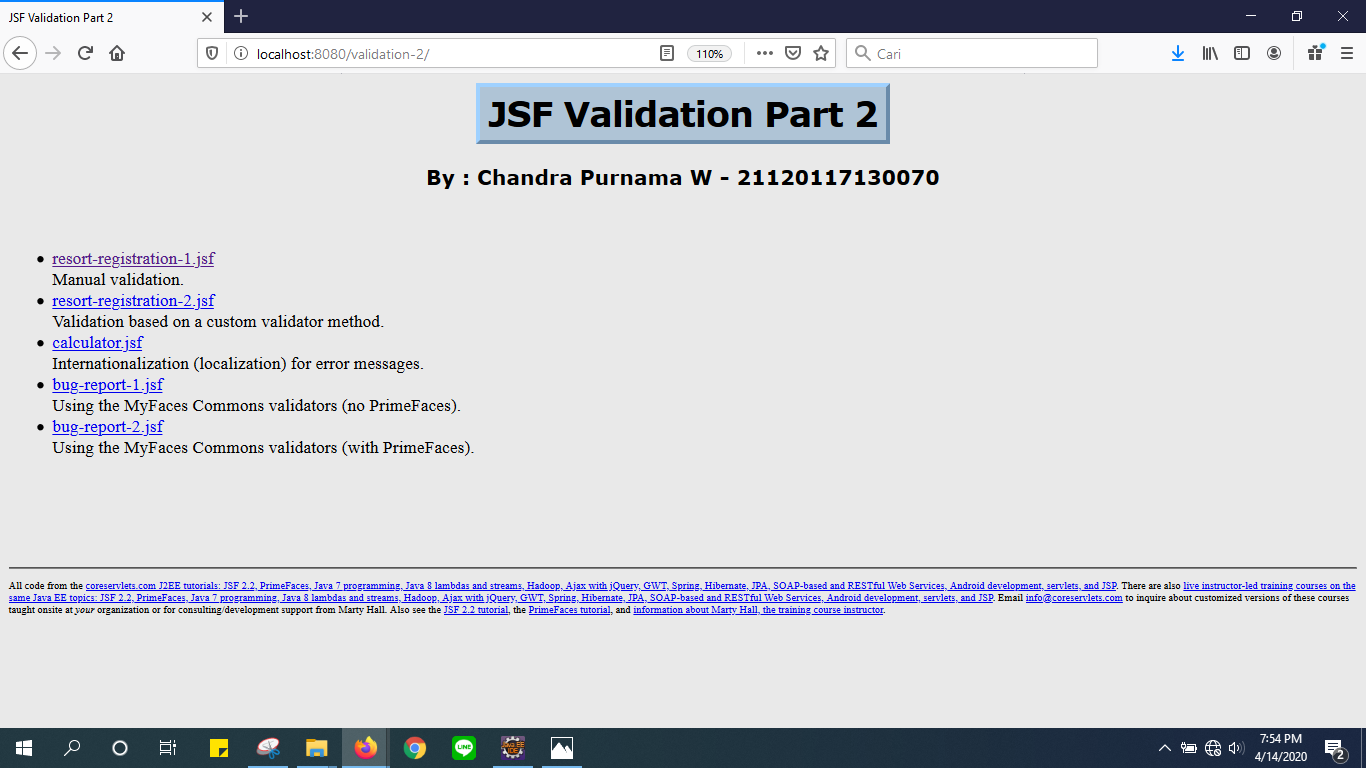 JSF Validation Part 2
localhost:8080/validation-2/
110%
Cari
JSF Validation Part 2
By : Chandra Purnama W - 21120117130070
resort-registration-1.jsf
Manual validation.
resort-registration-2.jsf
Validation based on a custom validator method.
calculator.jsf
Internationalization (localization) for error messages.
bug-report-1.jsf
Using the MyFaces Commons validators (no PrimeFaces).
bug-report-2.jsf
Using the MyFaces Commons validators (with PrimeFaces).
All code from the coreservlets.com J2EE tutorials: JSF 2.2, PrimeFaces, Java 7 programming, Java 8 lambdas and streams, Hadoop, Ajax with jQuery, GWT, Spring, Hibernate, JPA, SOAP-based and RESTful Web Services, Android development, servlets, and JSP. There are also live instructor-led training courses on the
same Java EE topics: JSF 2.2, PrimeFaces, Java 7 programming, Java 8 lambdas and streams, Hadoop, Ajax with jQuery, GWT, Spring, Hibernate, JPA, SOAP-based and RESTful Web Services, Android development, servlets, and JSP. Email info@coreservlets.com to inquire about customized versions of these courses
taught onsite at your organization or for consulting/development support from Marty Hall. Also see the JSF 2.2 tutorial, the PrimeFaces tutorial, and information about Marty Hall, the training course instructor.
LINE
Java EE
IDE
7:54 PM
4/14/2020
2